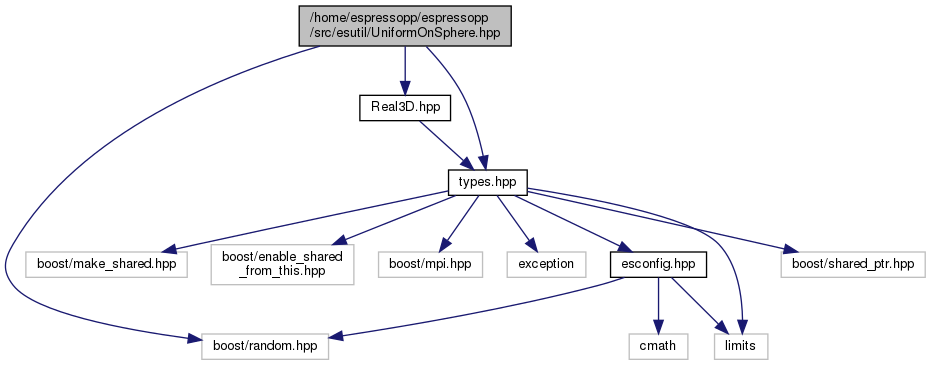 /home/espressopp/espressopp
/src/esutil/UniformOnSphere.hpp
Real3D.hpp
types.hpp
boost/make_shared.hpp
boost/enable_shared
_from_this.hpp
boost/mpi.hpp
exception
esconfig.hpp
boost/shared_ptr.hpp
boost/random.hpp
cmath
limits